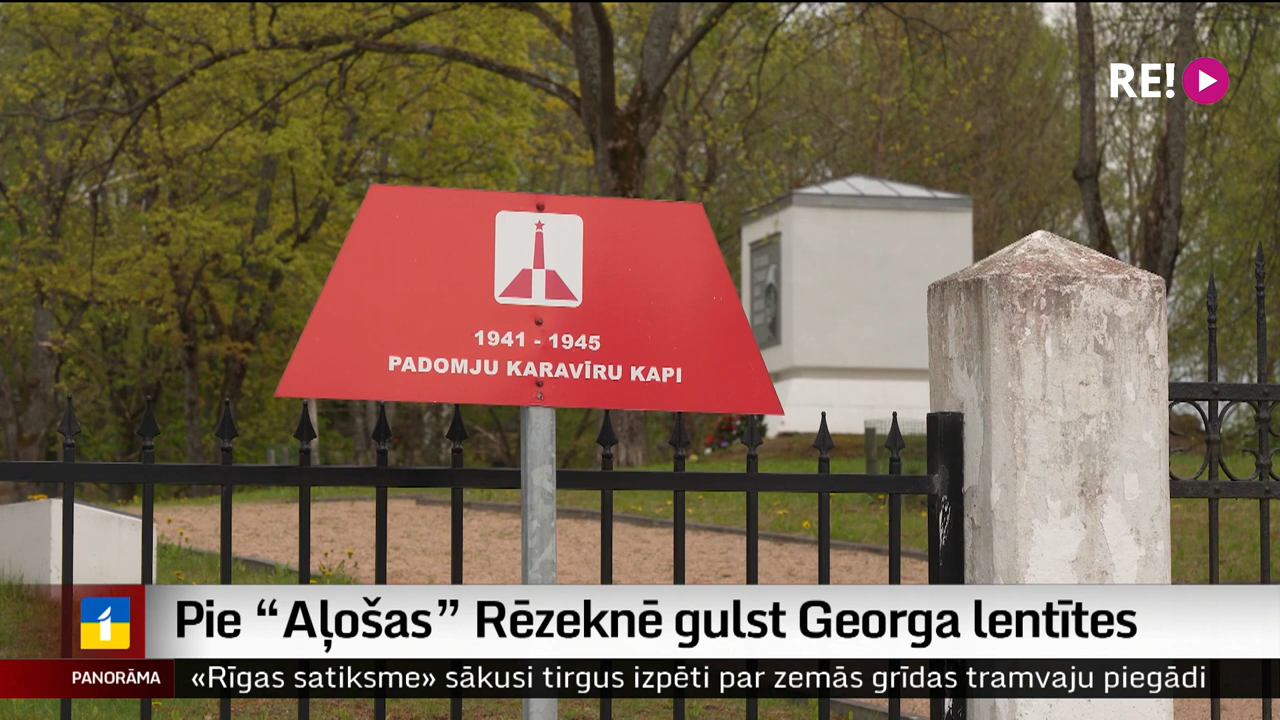 RE!
1941 - 1945
PADOMJU KARAVĪRU KAPI
1
Pie “Aļošas” Rēzeknē gulst Georga lentītes
PANORĀMA
«Rīgas satiksme» sākusi tirgus izpēti par zemās grīdas tramvaju piegādi